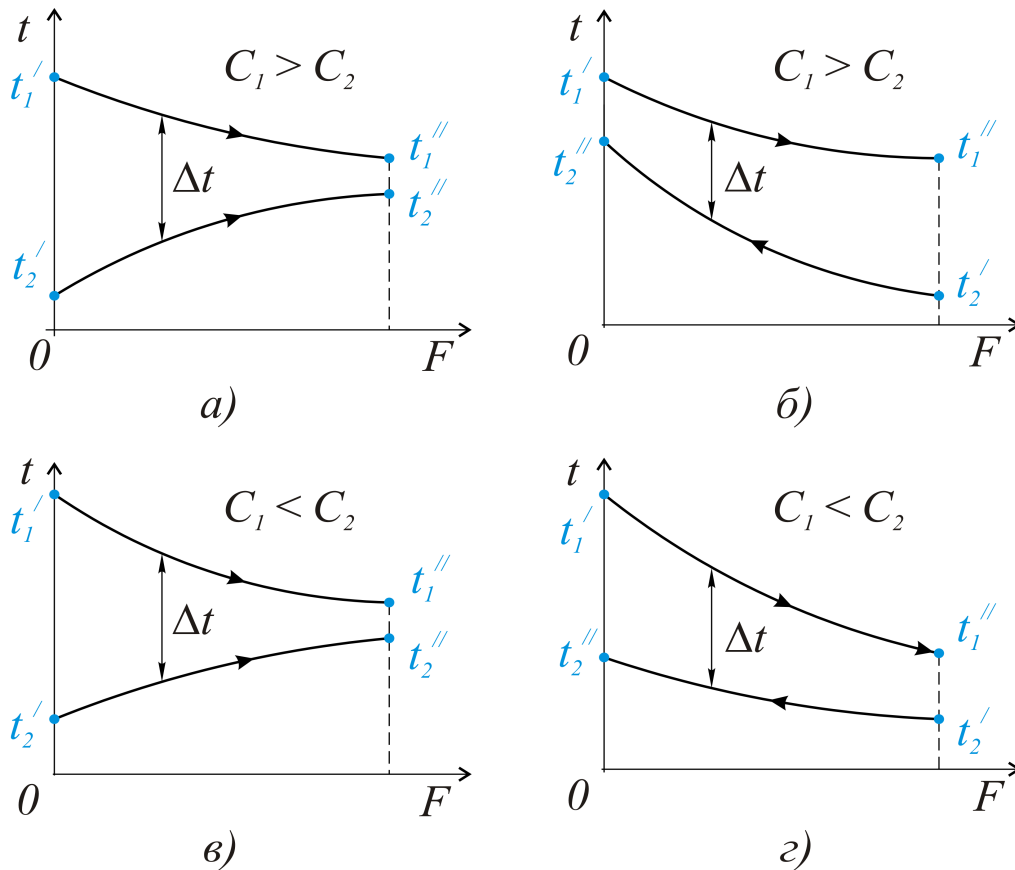 t
C₁ > C₂
t₁′
Δt
t₁″
t₂″
t₂′
0
F
а)
t
C₁ > C₂
t₁′
t₂″
Δt
t₁″
t₂′
0
F
б)
t
C₁ < C₂
t₁′
Δt
t₁″
t₂″
t₂′
0
F
в)
t
C₁ < C₂
t₁′
t₂″
Δt
t₁″
t₂′
0
F
г)